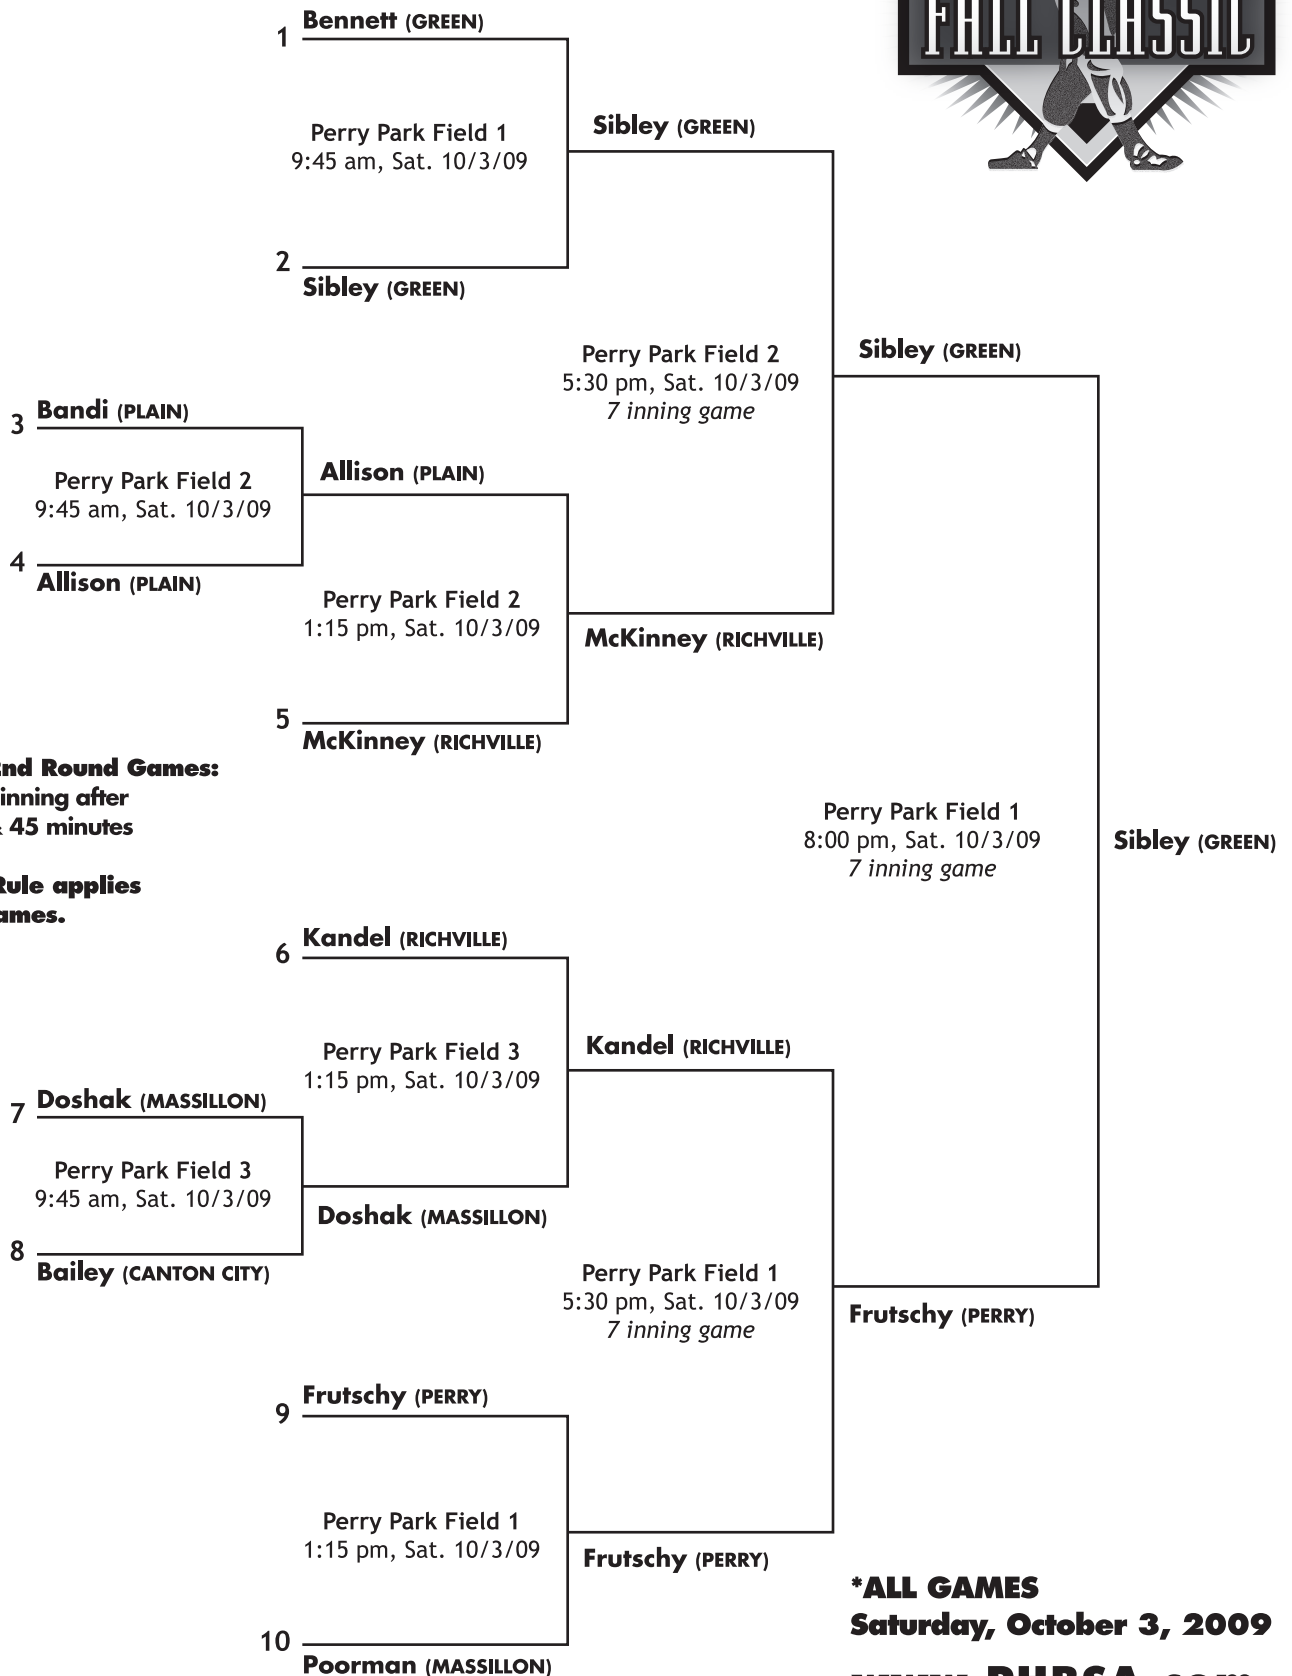 FALL CLASSIC
1 Bennett (GREEN)
Perry Park Field 1
9:45 am, Sat. 10/3/09
2
Sibley (GREEN)
Sibley (GREEN)
Perry Park Field 2
5:30 pm, Sat. 10/3/09
7 inning game
Sibley (GREEN)
3 Bandi (PLAIN)
Perry Park Field 2
9:45 am, Sat. 10/3/09
4
Allison (PLAIN)
Allison (PLAIN)
Perry Park Field 2
1:15 pm, Sat. 10/3/09
McKinney (RICHVILLE)
5
McKinney (RICHVILLE)
2nd Round Games:
inning after
& 45 minutes
Rule applies
games.
Perry Park Field 1
8:00 pm, Sat. 10/3/09
7 inning game
Sibley (GREEN)
6 Kandel (RICHVILLE)
Perry Park Field 3
1:15 pm, Sat. 10/3/09
Kandel (RICHVILLE)
7 Doshak (MASSILLON)
Perry Park Field 3
9:45 am, Sat. 10/3/09
8
Bailey (CANTON CITY)
Doshak (MASSILLON)
Perry Park Field 1
5:30 pm, Sat. 10/3/09
7 inning game
Frutschy (PERRY)
9 Frutschy (PERRY)
Perry Park Field 1
1:15 pm, Sat. 10/3/09
Frutschy (PERRY)
10
Poorman (MASSILLON)
*ALL GAMES
Saturday, October 3, 2009